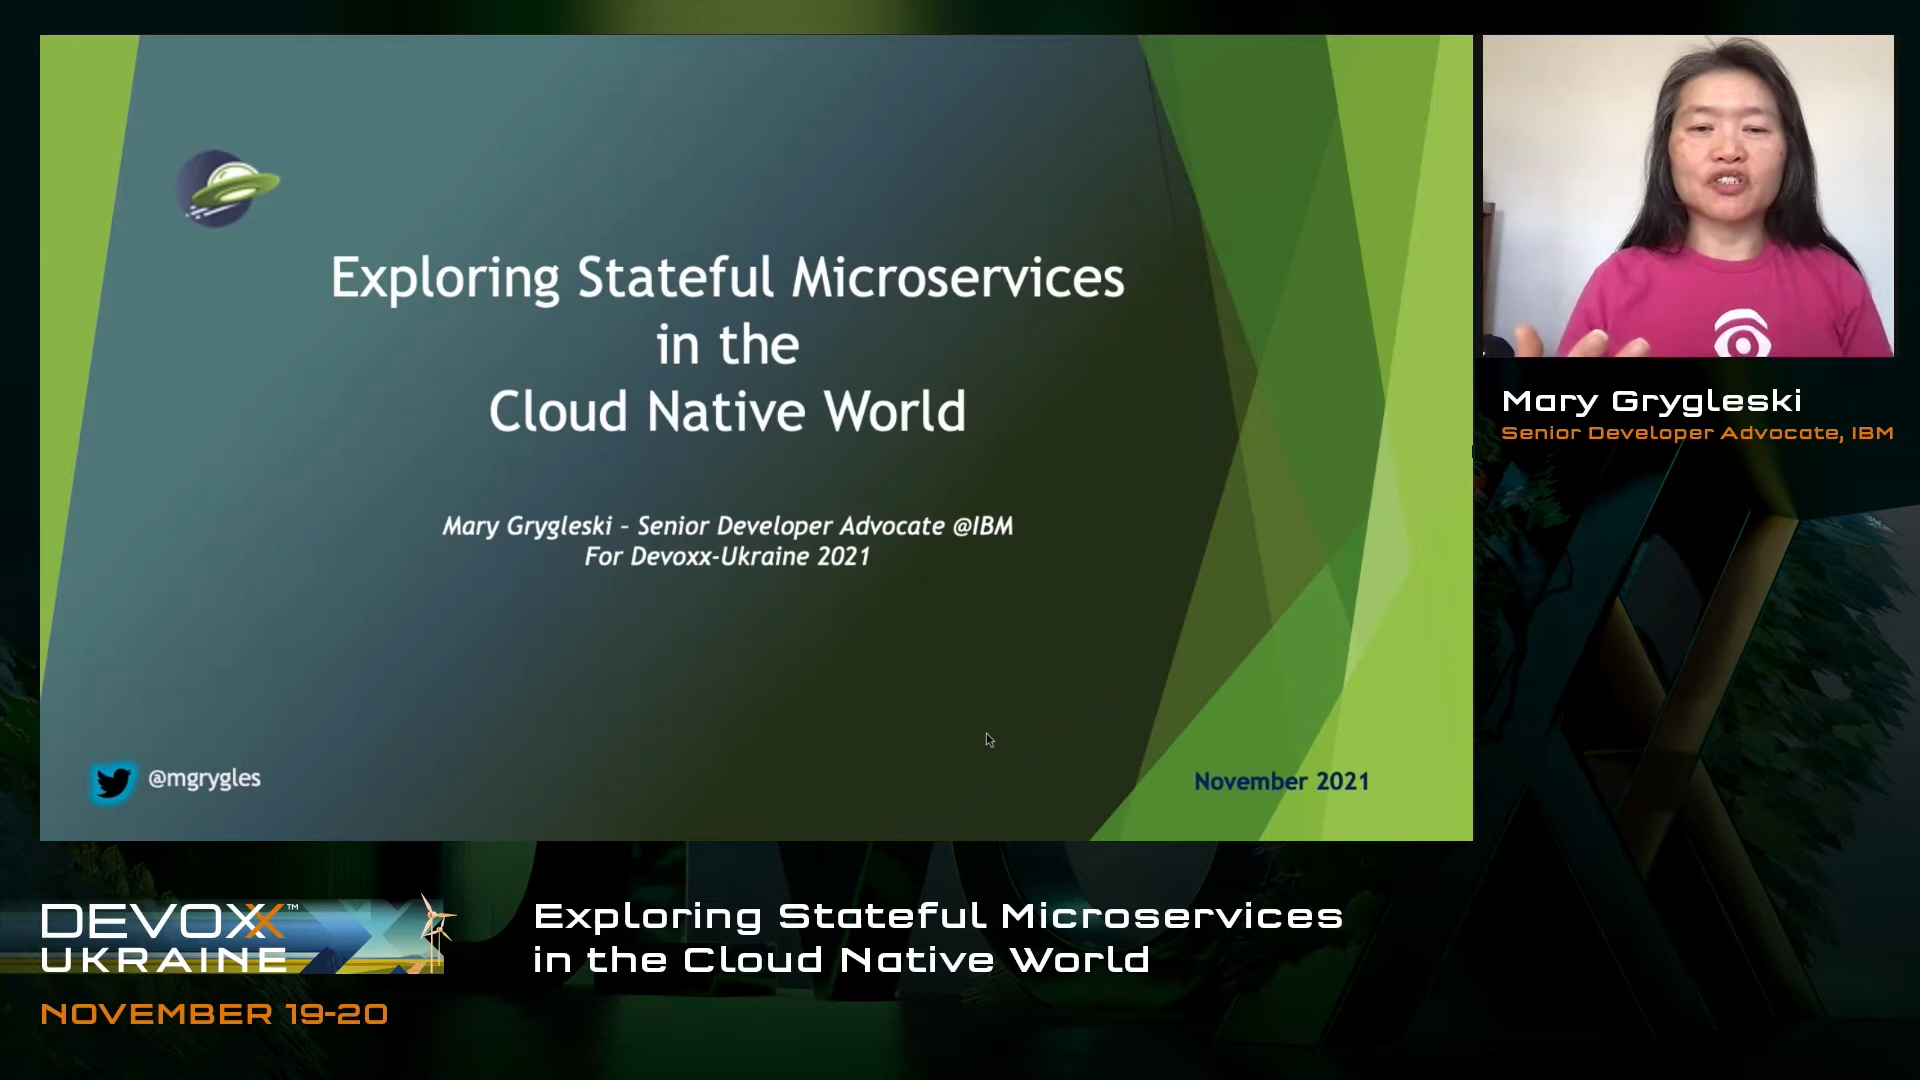 Exploring Stateful Microservices
in the
Cloud Native World
Mary Grygleski – Senior Developer Advocate @IBM
For Devoxx-Ukraine 2021
@mgrygles
November 2021
Mary Grygleski
Senior Developer Advocate, IBM
DEVOXX™
UKRAINE
NOVEMBER 19-20
Exploring Stateful Microservices
in the Cloud Native World